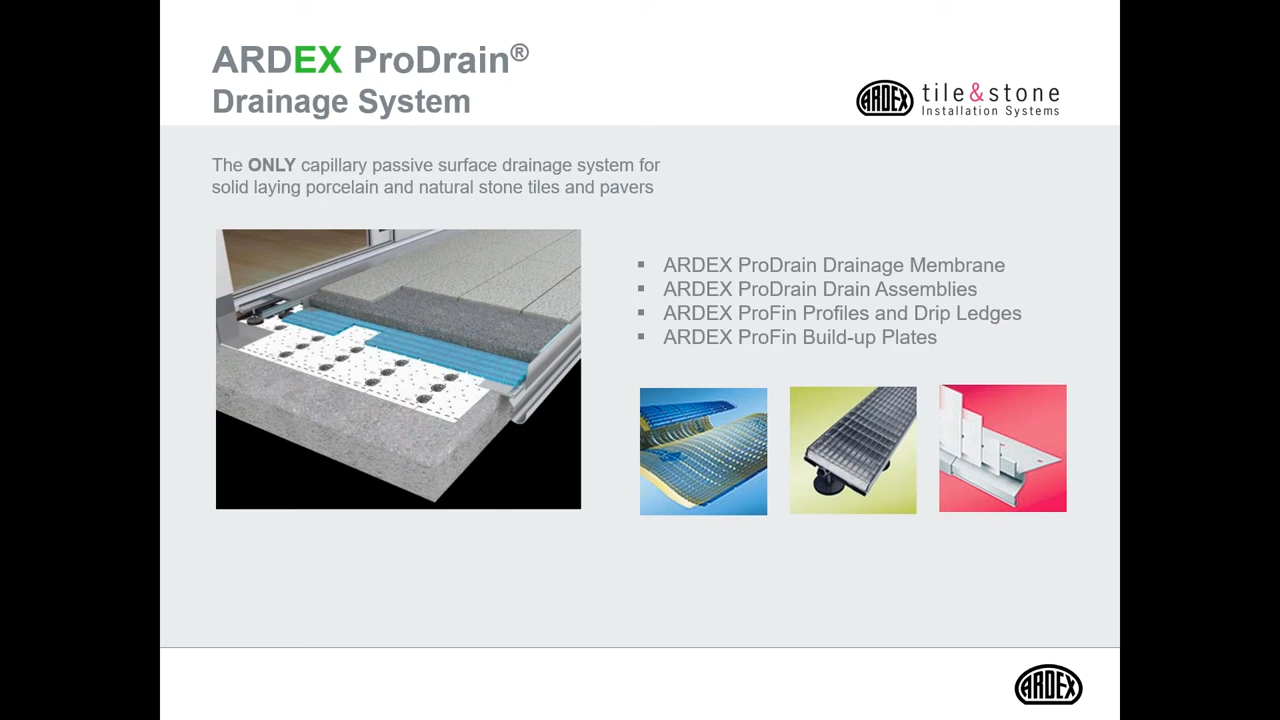 ARDEX ProDrain®
Drainage System
ARDEX tile&stone
Installation Systems
The ONLY capillary passive surface drainage system for
solid laying porcelain and natural stone tiles and pavers
▪ ARDEX ProDrain Drainage Membrane
▪ ARDEX ProDrain Drain Assemblies
▪ ARDEX ProFin Profiles and Drip Ledges
▪ ARDEX ProFin Build-up Plates
ARDEX